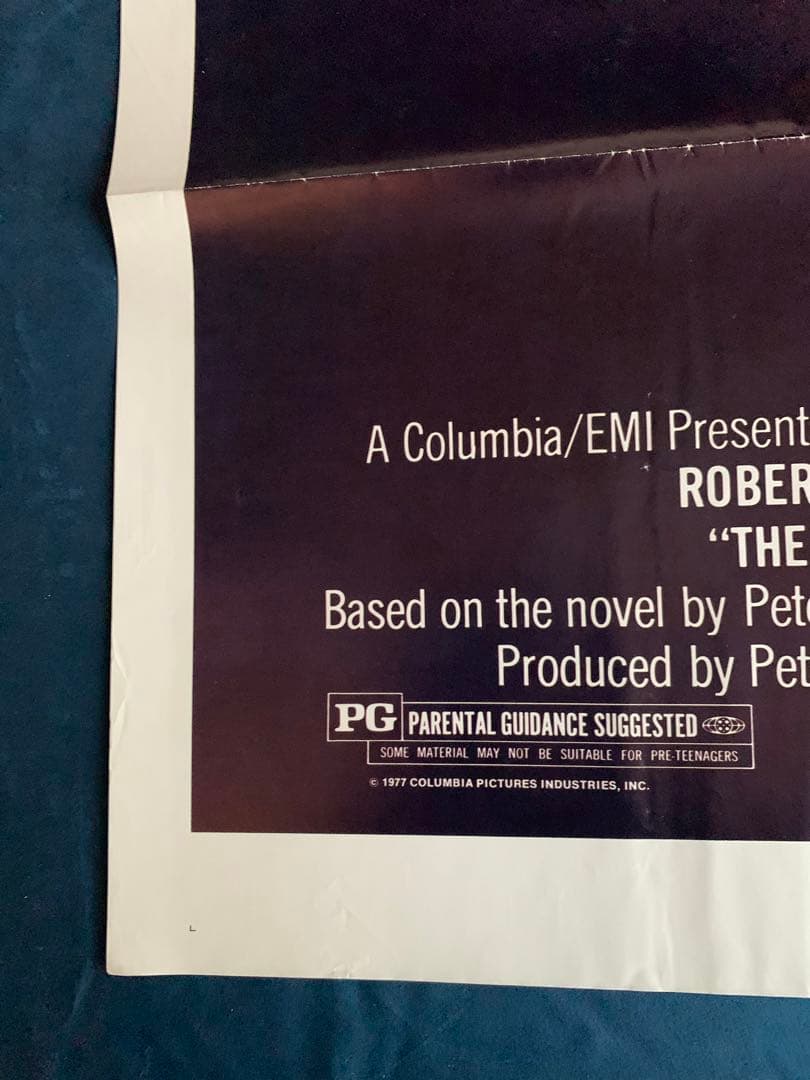 A Columbia/EMI Present
ROBER
“THE
Based on the novel by Pete
Produced by Pet
PG PARENTAL GUIDANCE SUGGESTED
SOME MATERIAL MAY NOT BE SUITABLE FOR PRE-TEENAGERS
© 1977 COLUMBIA PICTURES INDUSTRIES, INC.